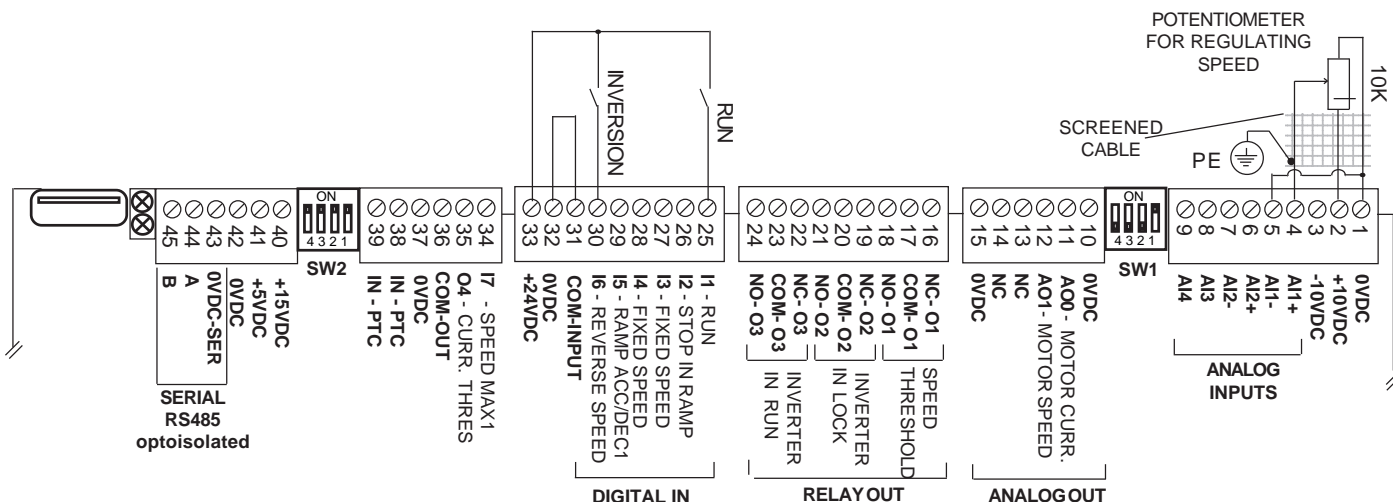 POTENTIOMETER
FOR REGULATING
SPEED
10K
SCREENED
CABLE
PE
INVERSION
RUN
45
44
43
42
41
40
ON
4 3 2 1
SW2
39
38
37
36
35
34
33
32
31
30
29
28
27
26
25
24
23
22
21
20
19
18
17
16
15
14
13
12
11
10
4 3 2 1
SW1
9
8
7
6
5
4
3
2
1
B
A
0VDC-SER
0VDC
+5VDC
+15VDC
IN - PTC
IN - PTC
0VDC
COM-OUT
O4 - CURR. THRES
I7 - SPEED MAX1
+24VDC
0VDC
COM-INPUT
I6 - REVERSE SPEED
I5 - RAMP ACC/DEC1
I4 - FIXED SPEED
I3 - FIXED SPEED
I2 - STOP IN RAMP
I1 - RUN
NO- O3
COM- O3
NC- O3
NO- O2
COM- O2
NC- O2
NO- O1
COM- O1
NC- O1
INVERTER
IN RUN
INVERTER
IN LOCK
SPEED
THRESHOLD
0VDC
NC
NC
AO1- MOTOR SPEED
AO0- MOTOR CURR.
0VDC
AI4
AI3
AI2-
AI2+
AI1-
AI1+
-10VDC
+10VDC
0VDC
SERIAL
RS485
optoisolated
DIGITAL IN
RELAY OUT
ANALOG OUT
ANALOG
INPUTS